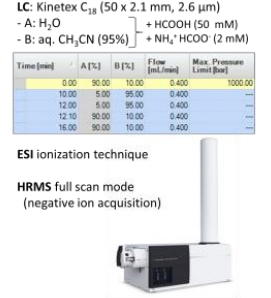 LC: Kinetex C18 (50 x 2.1 mm, 2.6 µm)
- A: H2O
- B: aq. CH3CN (95%)
+ HCOOH (50 mM)
+ NH4+ HCOO- (2 mM)
Time [min] A [%] B [%] Flow [mL/min] Max. Pressure Limit [bar]
0.00 90.00 10.00 0.400 1000.00
10.00 5.00 95.00 0.400 ---
12.00 5.00 95.00 0.400 ---
12.10 90.00 10.00 0.400 ---
16.00 90.00 10.00 0.400 ---
ESI ionization technique
HRMS full scan mode
(negative ion acquisition)